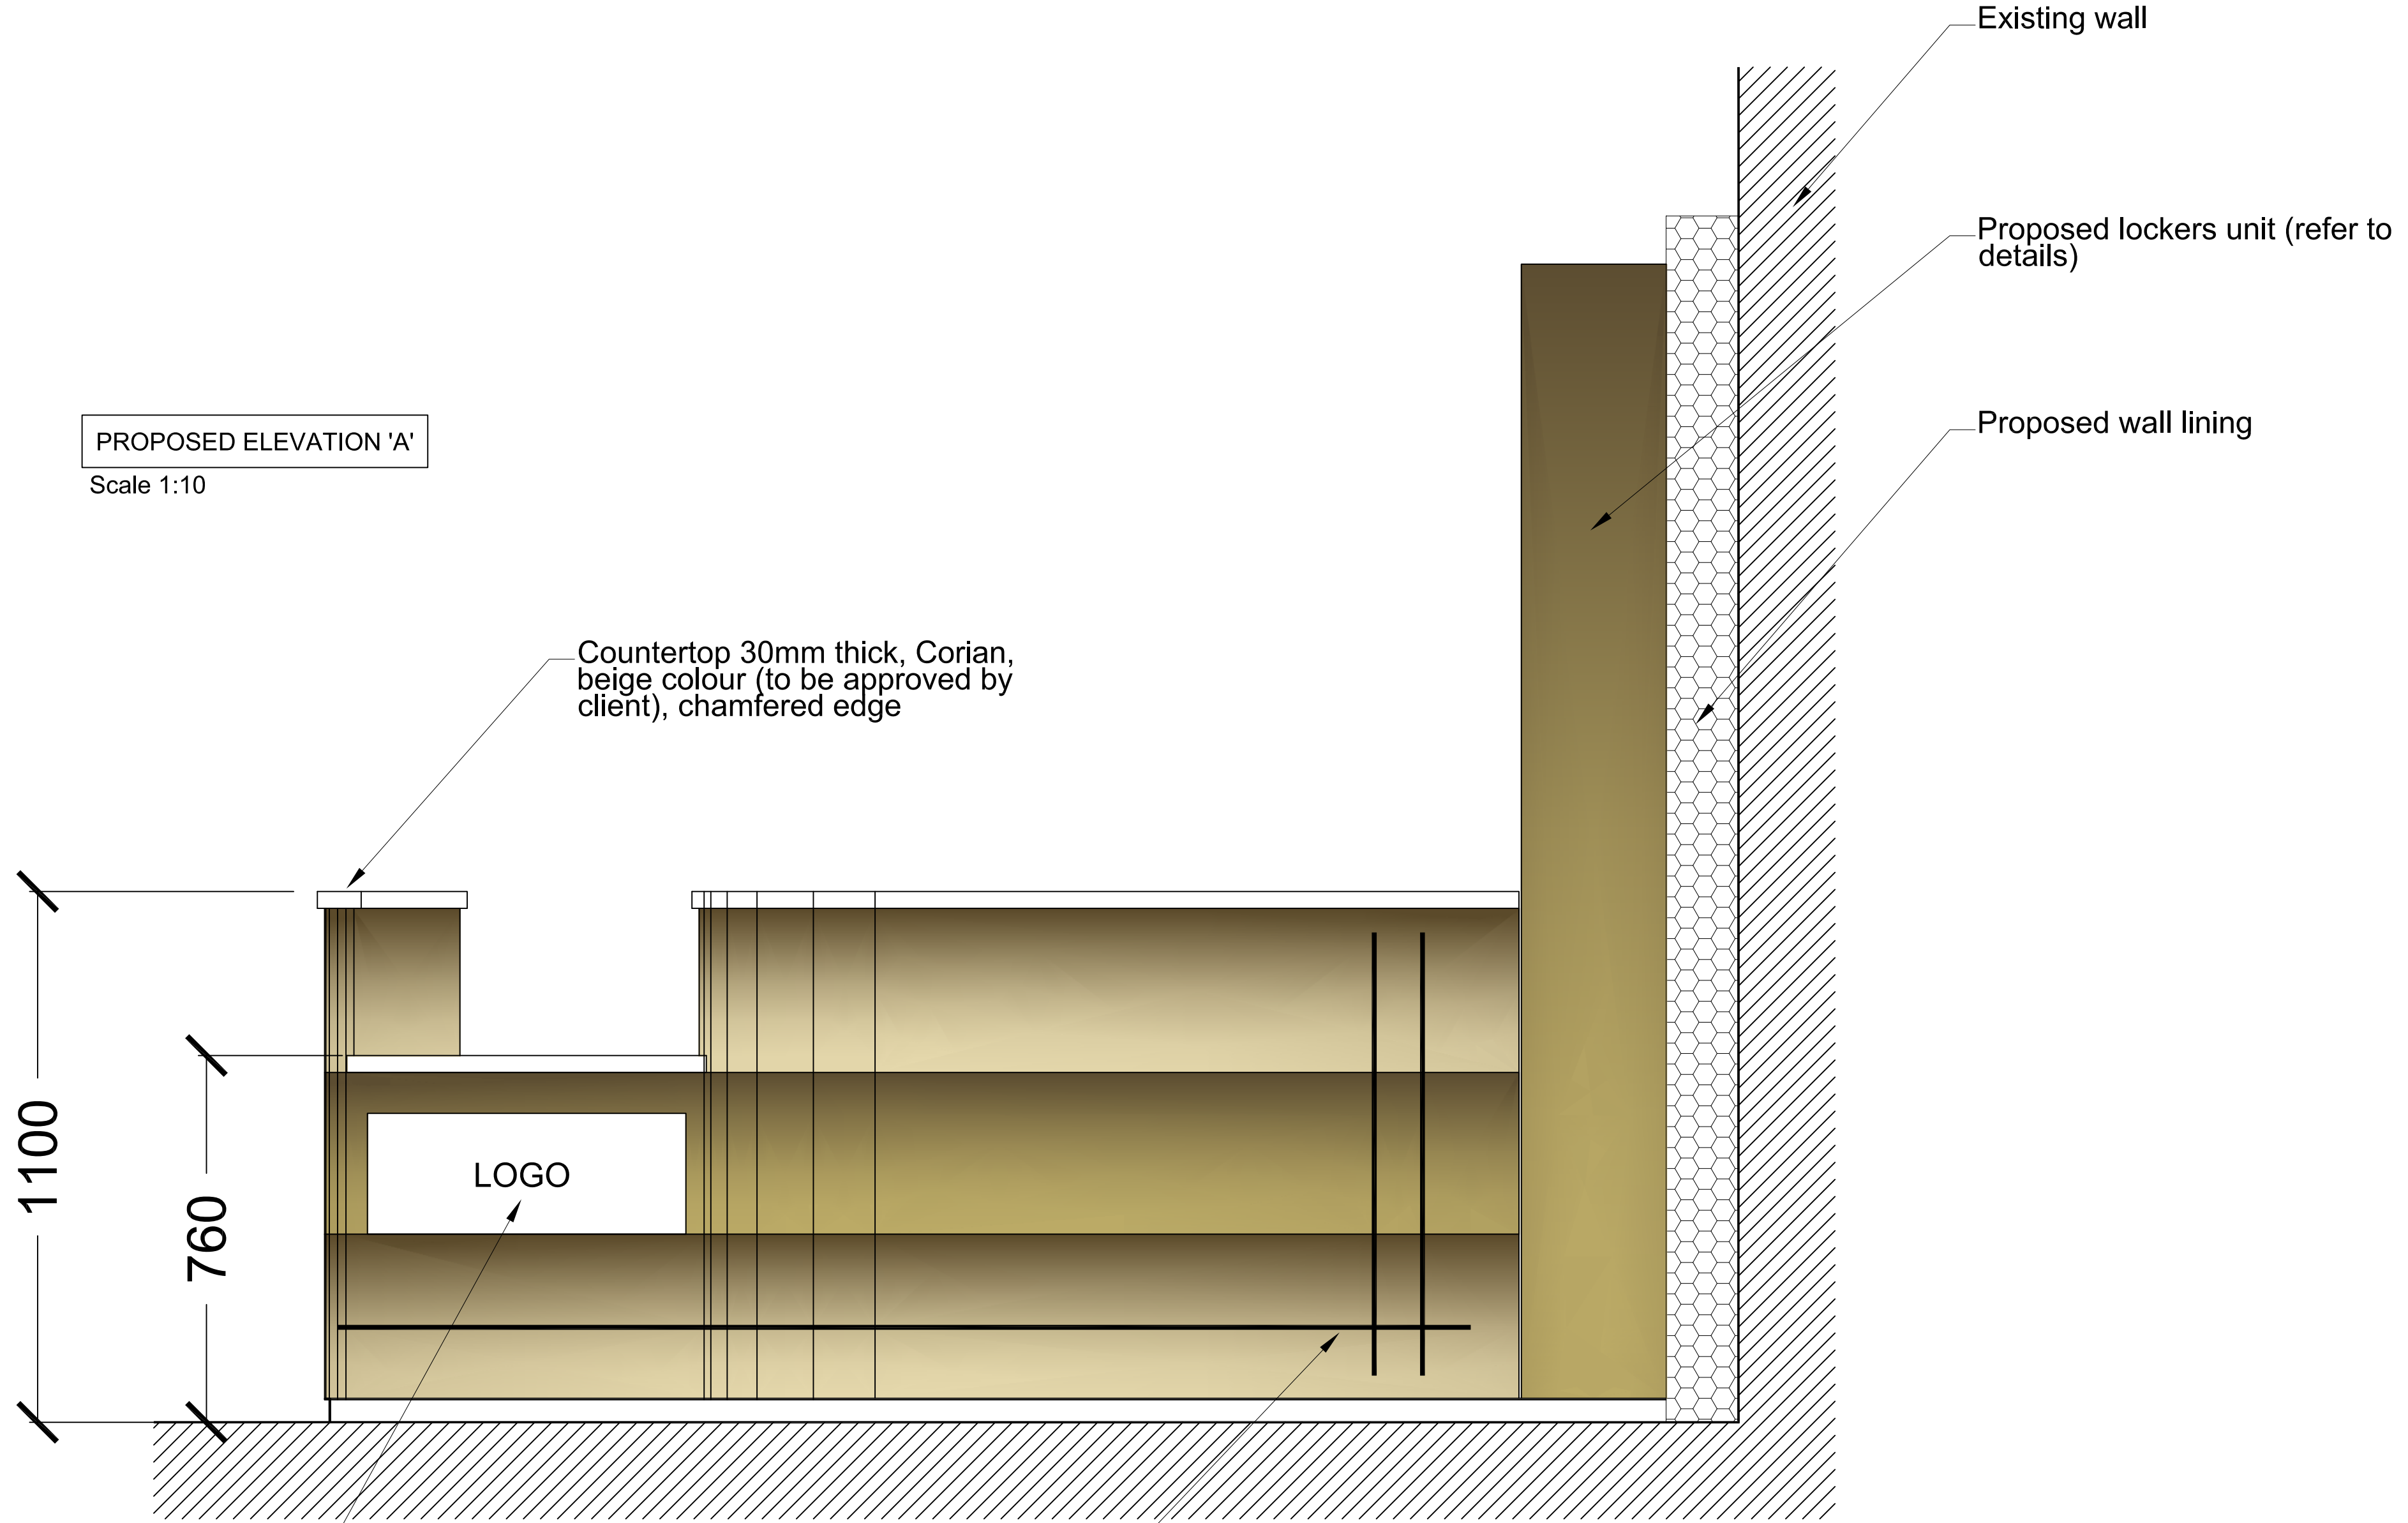 Existing wall
Proposed lockers unit (refer to
details)
Proposed wall lining
PROPOSED ELEVATION 'A'
Scale 1:10
Countertop 30mm thick, Corian,
beige colour (to be approved by
client), chamfered edge
1100
760
LOGO